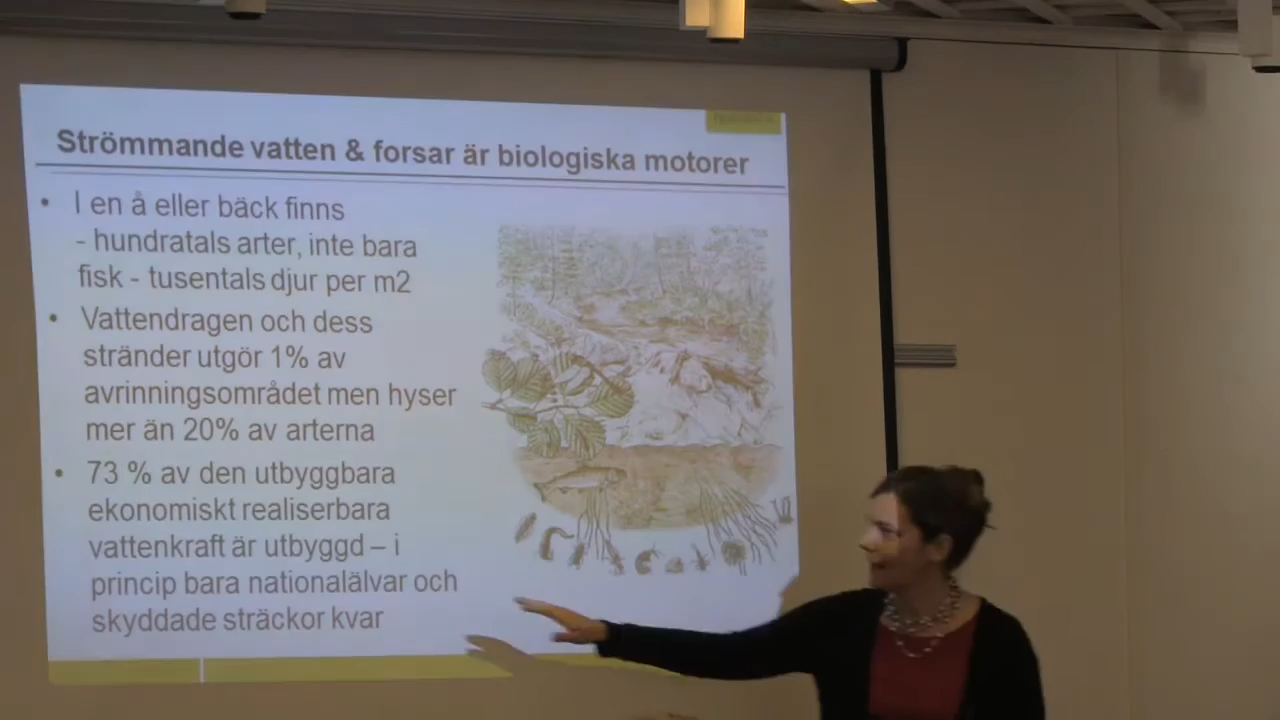 Strömmande vatten & forsar är biologiska motorer
• I en å eller bäck finns
- hundratals arter, inte bara
fisk - tusentals djur per m2
• Vattendragen och dess
stränder utgör 1% av
avrinningsområdet men hyser
mer än 20% av arterna
• 73 % av den utbyggbara
ekonomiskt realiserbara
vattenkraft är utbyggd – i
princip bara nationalälvar och
skyddade sträckor kvar